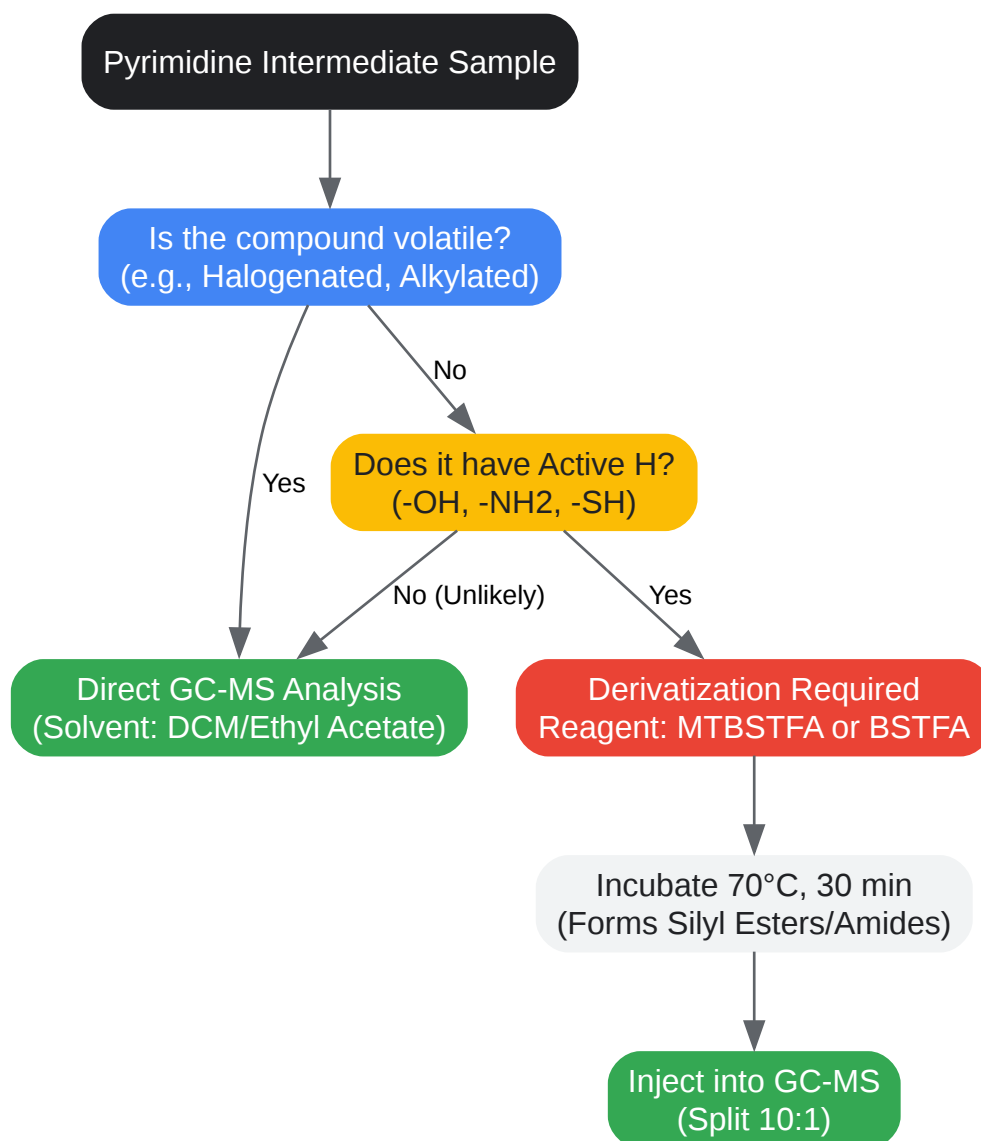 Pyrimidine Intermediate Sample
Is the compound volatile?
(e.g., Halogenated, Alkylated)
No
Does it have Active H?
(-OH, -NH2, -SH)
Yes
No (Unlikely)
Yes
Direct GC-MS Analysis
(Solvent: DCM/Ethyl Acetate)
Derivatization Required
Reagent: MTBSTFA or BSTFA
Incubate 70°C, 30 min
(Forms Silyl Esters/Amides)
Inject into GC-MS
(Split 10:1)